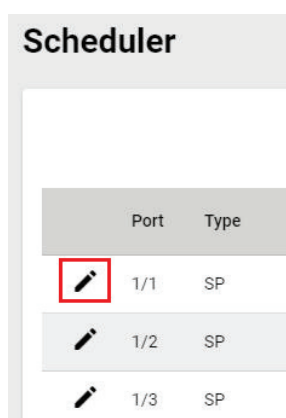 Scheduler
Port Type
1/1 SP
1/2 SP
1/3 SP